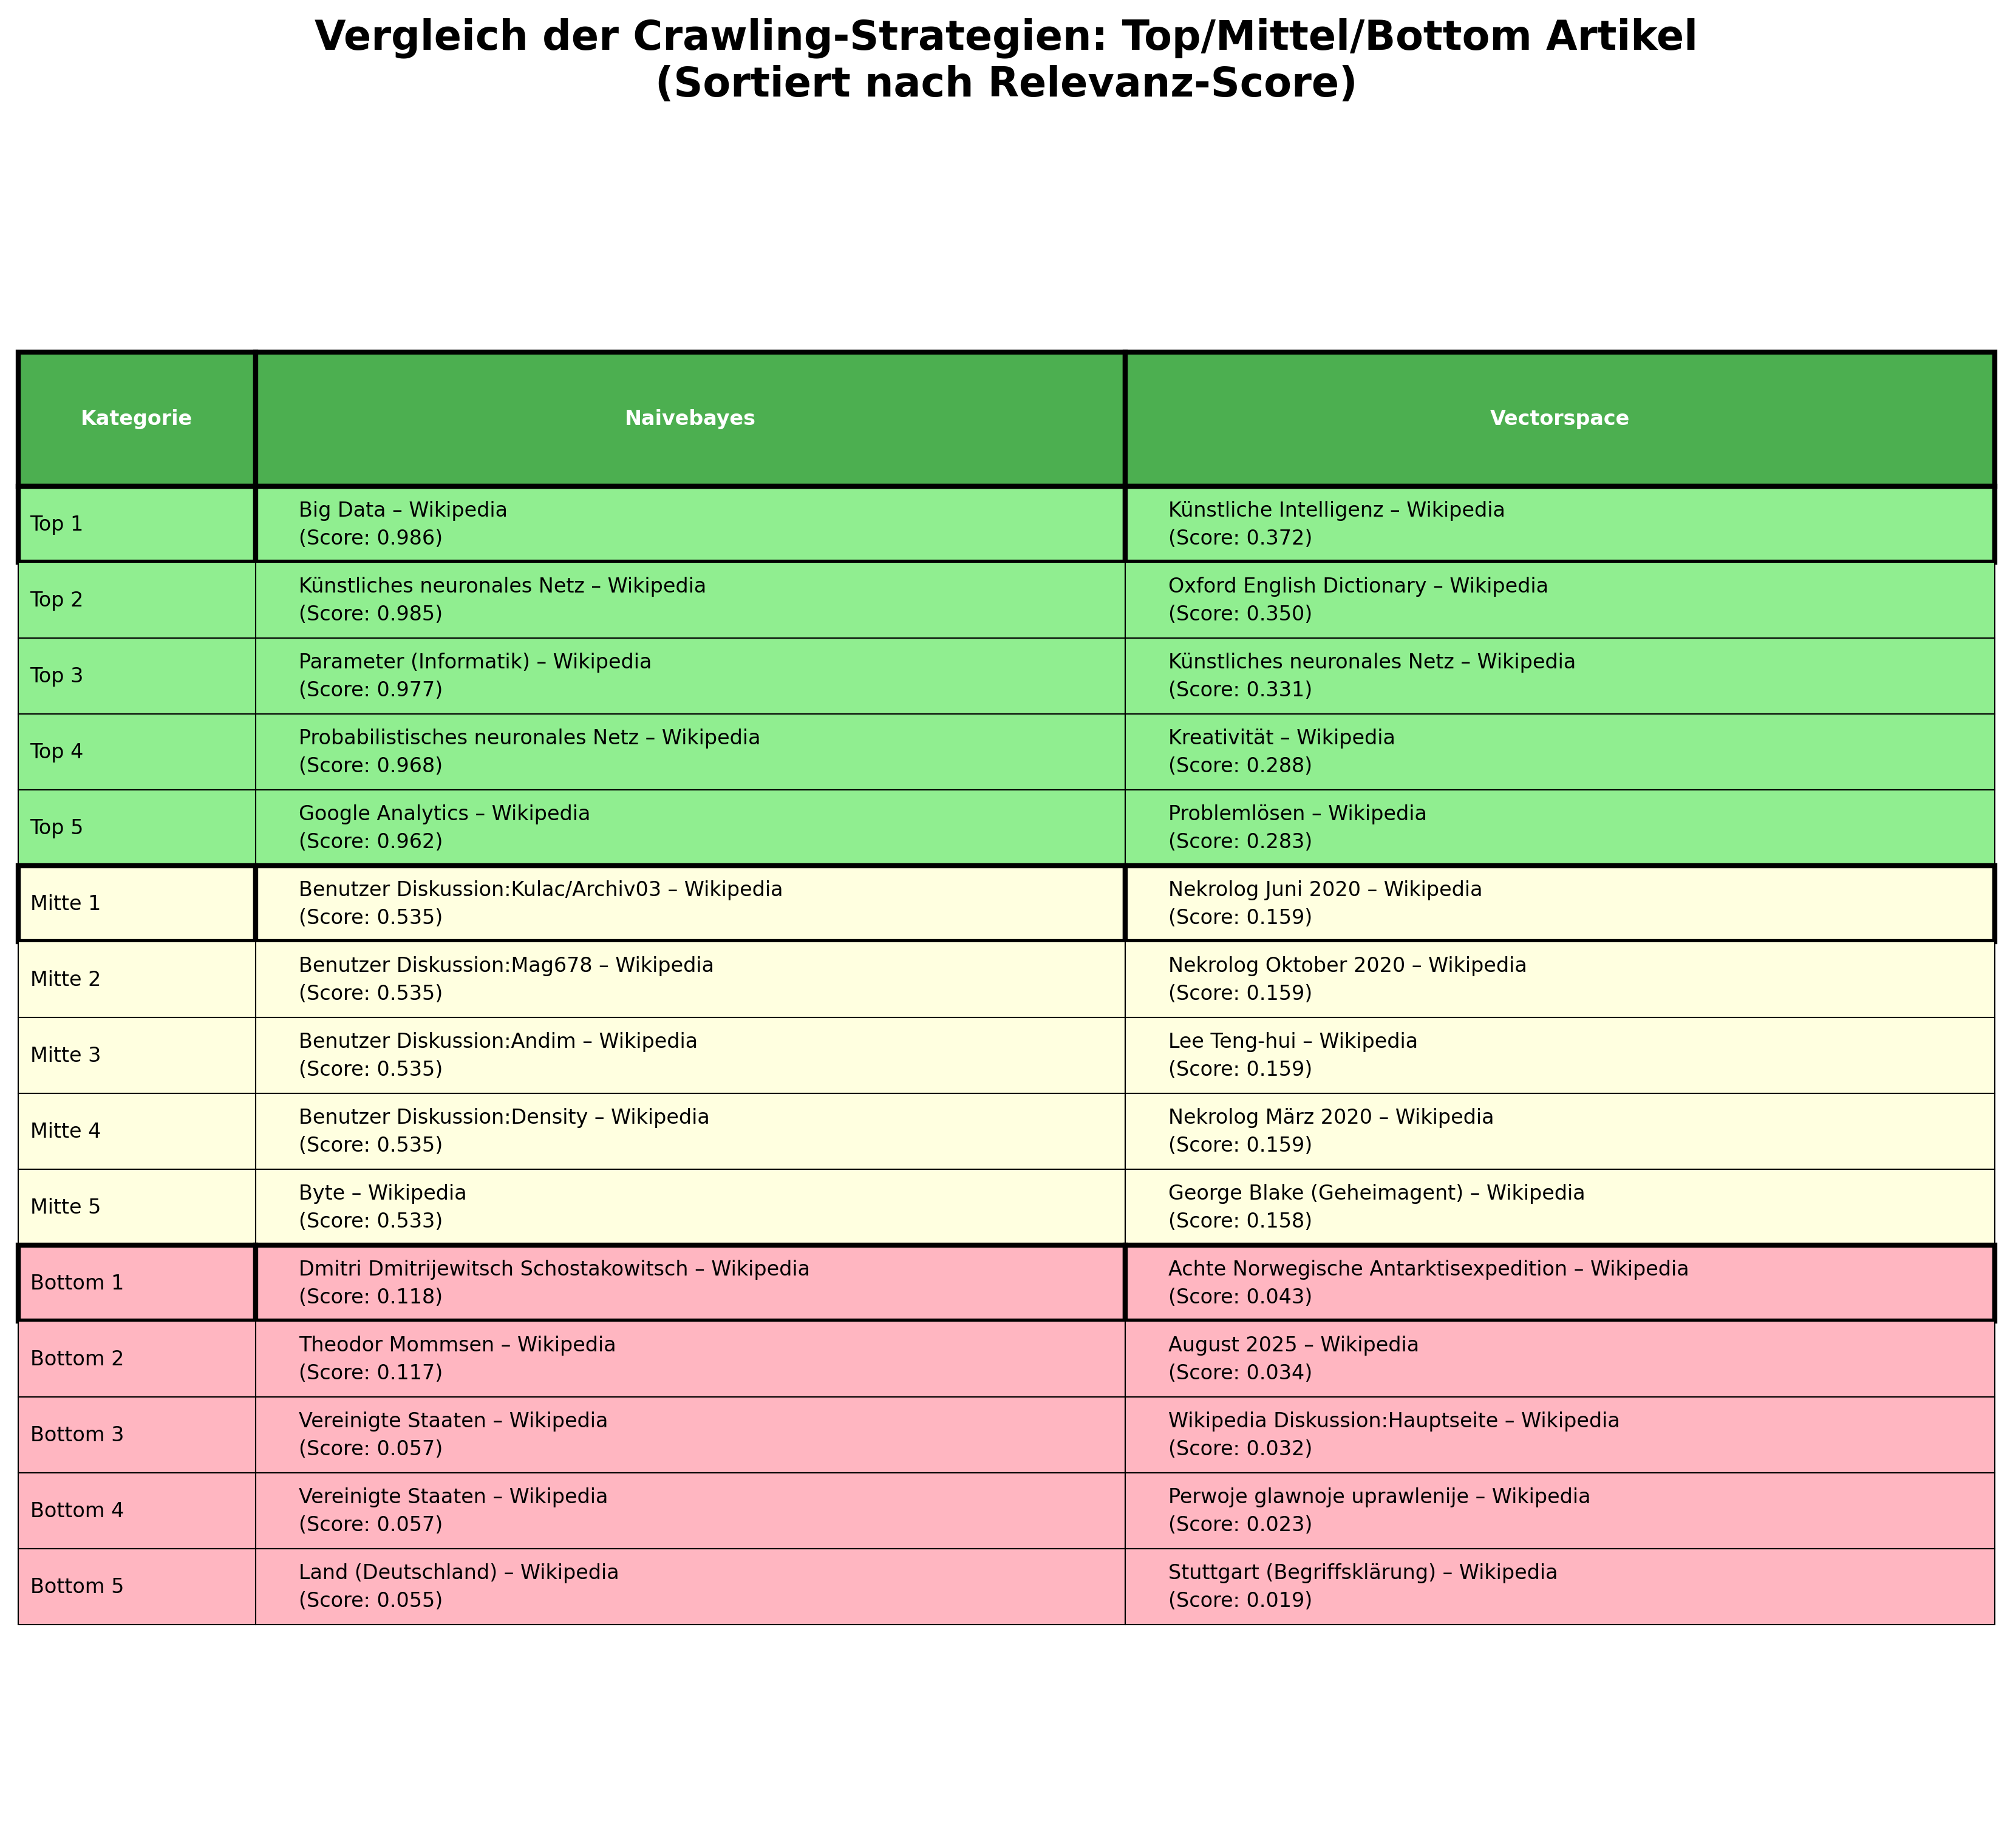 Vergleich der Crawling-Strategien: Top/Mittel/Bottom Artikel
(Sortiert nach Relevanz-Score)
Kategorie Naivebayes Vectorspace
Top 1
Big Data – Wikipedia
(Score: 0.986)
Künstliche Intelligenz – Wikipedia
(Score: 0.372)
Top 2
Künstliches neuronales Netz – Wikipedia
(Score: 0.985)
Oxford English Dictionary – Wikipedia
(Score: 0.350)
Top 3
Parameter (Informatik) – Wikipedia
(Score: 0.977)
Künstliches neuronales Netz – Wikipedia
(Score: 0.331)
Top 4
Probabilistisches neuronales Netz – Wikipedia
(Score: 0.968)
Kreativität – Wikipedia
(Score: 0.288)
Top 5
Google Analytics – Wikipedia
(Score: 0.962)
Problemlösen – Wikipedia
(Score: 0.283)
Mitte 1
Benutzer Diskussion:Kulac/Archiv03 – Wikipedia
(Score: 0.535)
Nekrolog Juni 2020 – Wikipedia
(Score: 0.159)
Mitte 2
Benutzer Diskussion:Mag678 – Wikipedia
(Score: 0.535)
Nekrolog Oktober 2020 – Wikipedia
(Score: 0.159)
Mitte 3
Benutzer Diskussion:Andim – Wikipedia
(Score: 0.535)
Lee Teng-hui – Wikipedia
(Score: 0.159)
Mitte 4
Benutzer Diskussion:Density – Wikipedia
(Score: 0.535)
Nekrolog März 2020 – Wikipedia
(Score: 0.159)
Mitte 5
Byte – Wikipedia
(Score: 0.533)
George Blake (Geheimagent) – Wikipedia
(Score: 0.158)
Bottom 1
Dmitri Dmitrijewitsch Schostakowitsch – Wikipedia
(Score: 0.118)
Achte Norwegische Antarktisexpedition – Wikipedia
(Score: 0.043)
Bottom 2
Theodor Mommsen – Wikipedia
(Score: 0.117)
August 2025 – Wikipedia
(Score: 0.034)
Bottom 3
Vereinigte Staaten – Wikipedia
(Score: 0.057)
Wikipedia Diskussion:Hauptseite – Wikipedia
(Score: 0.032)
Bottom 4
Vereinigte Staaten – Wikipedia
(Score: 0.057)
Perwoje glawnoje uprawlenije – Wikipedia
(Score: 0.023)
Bottom 5
Land (Deutschland) – Wikipedia
(Score: 0.055)
Stuttgart (Begriffsklärung) – Wikipedia
(Score: 0.019)